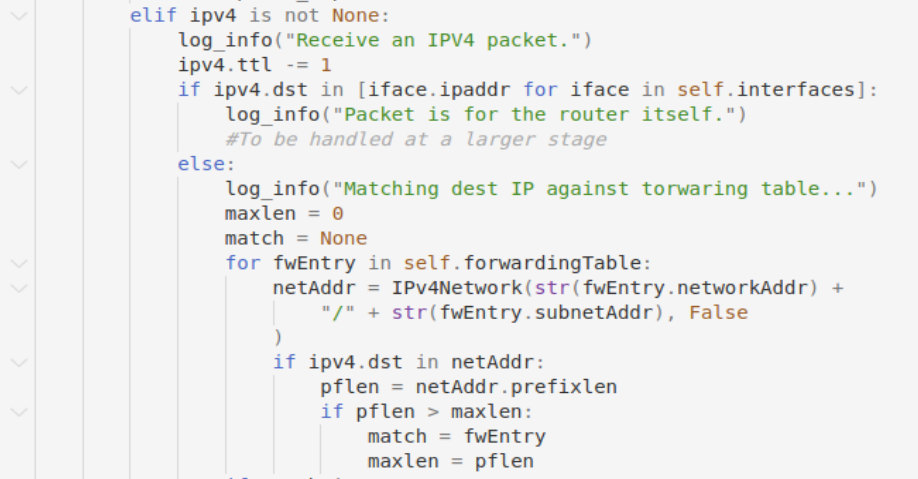 elif ipv4 is not None:
log_info("Receive an IPV4 packet.")
ipv4.ttl -= 1
if ipv4.dst in [iface.ipaddr for iface in self.interfaces]:
log_info("Packet is for the router itself.")
#To be handled at a larger stage
else:
log_info("Matching dest IP against torwaring table...")
maxlen = 0
match = None
for fwEntry in self.forwardingTable:
netAddr = IPv4Network(str(fwEntry.networkAddr) +
"/" + str(fwEntry.subnetAddr), False
)
if ipv4.dst in netAddr:
pflen = netAddr.prefixlen
if pflen > maxlen:
match = fwEntry
maxlen = pflen